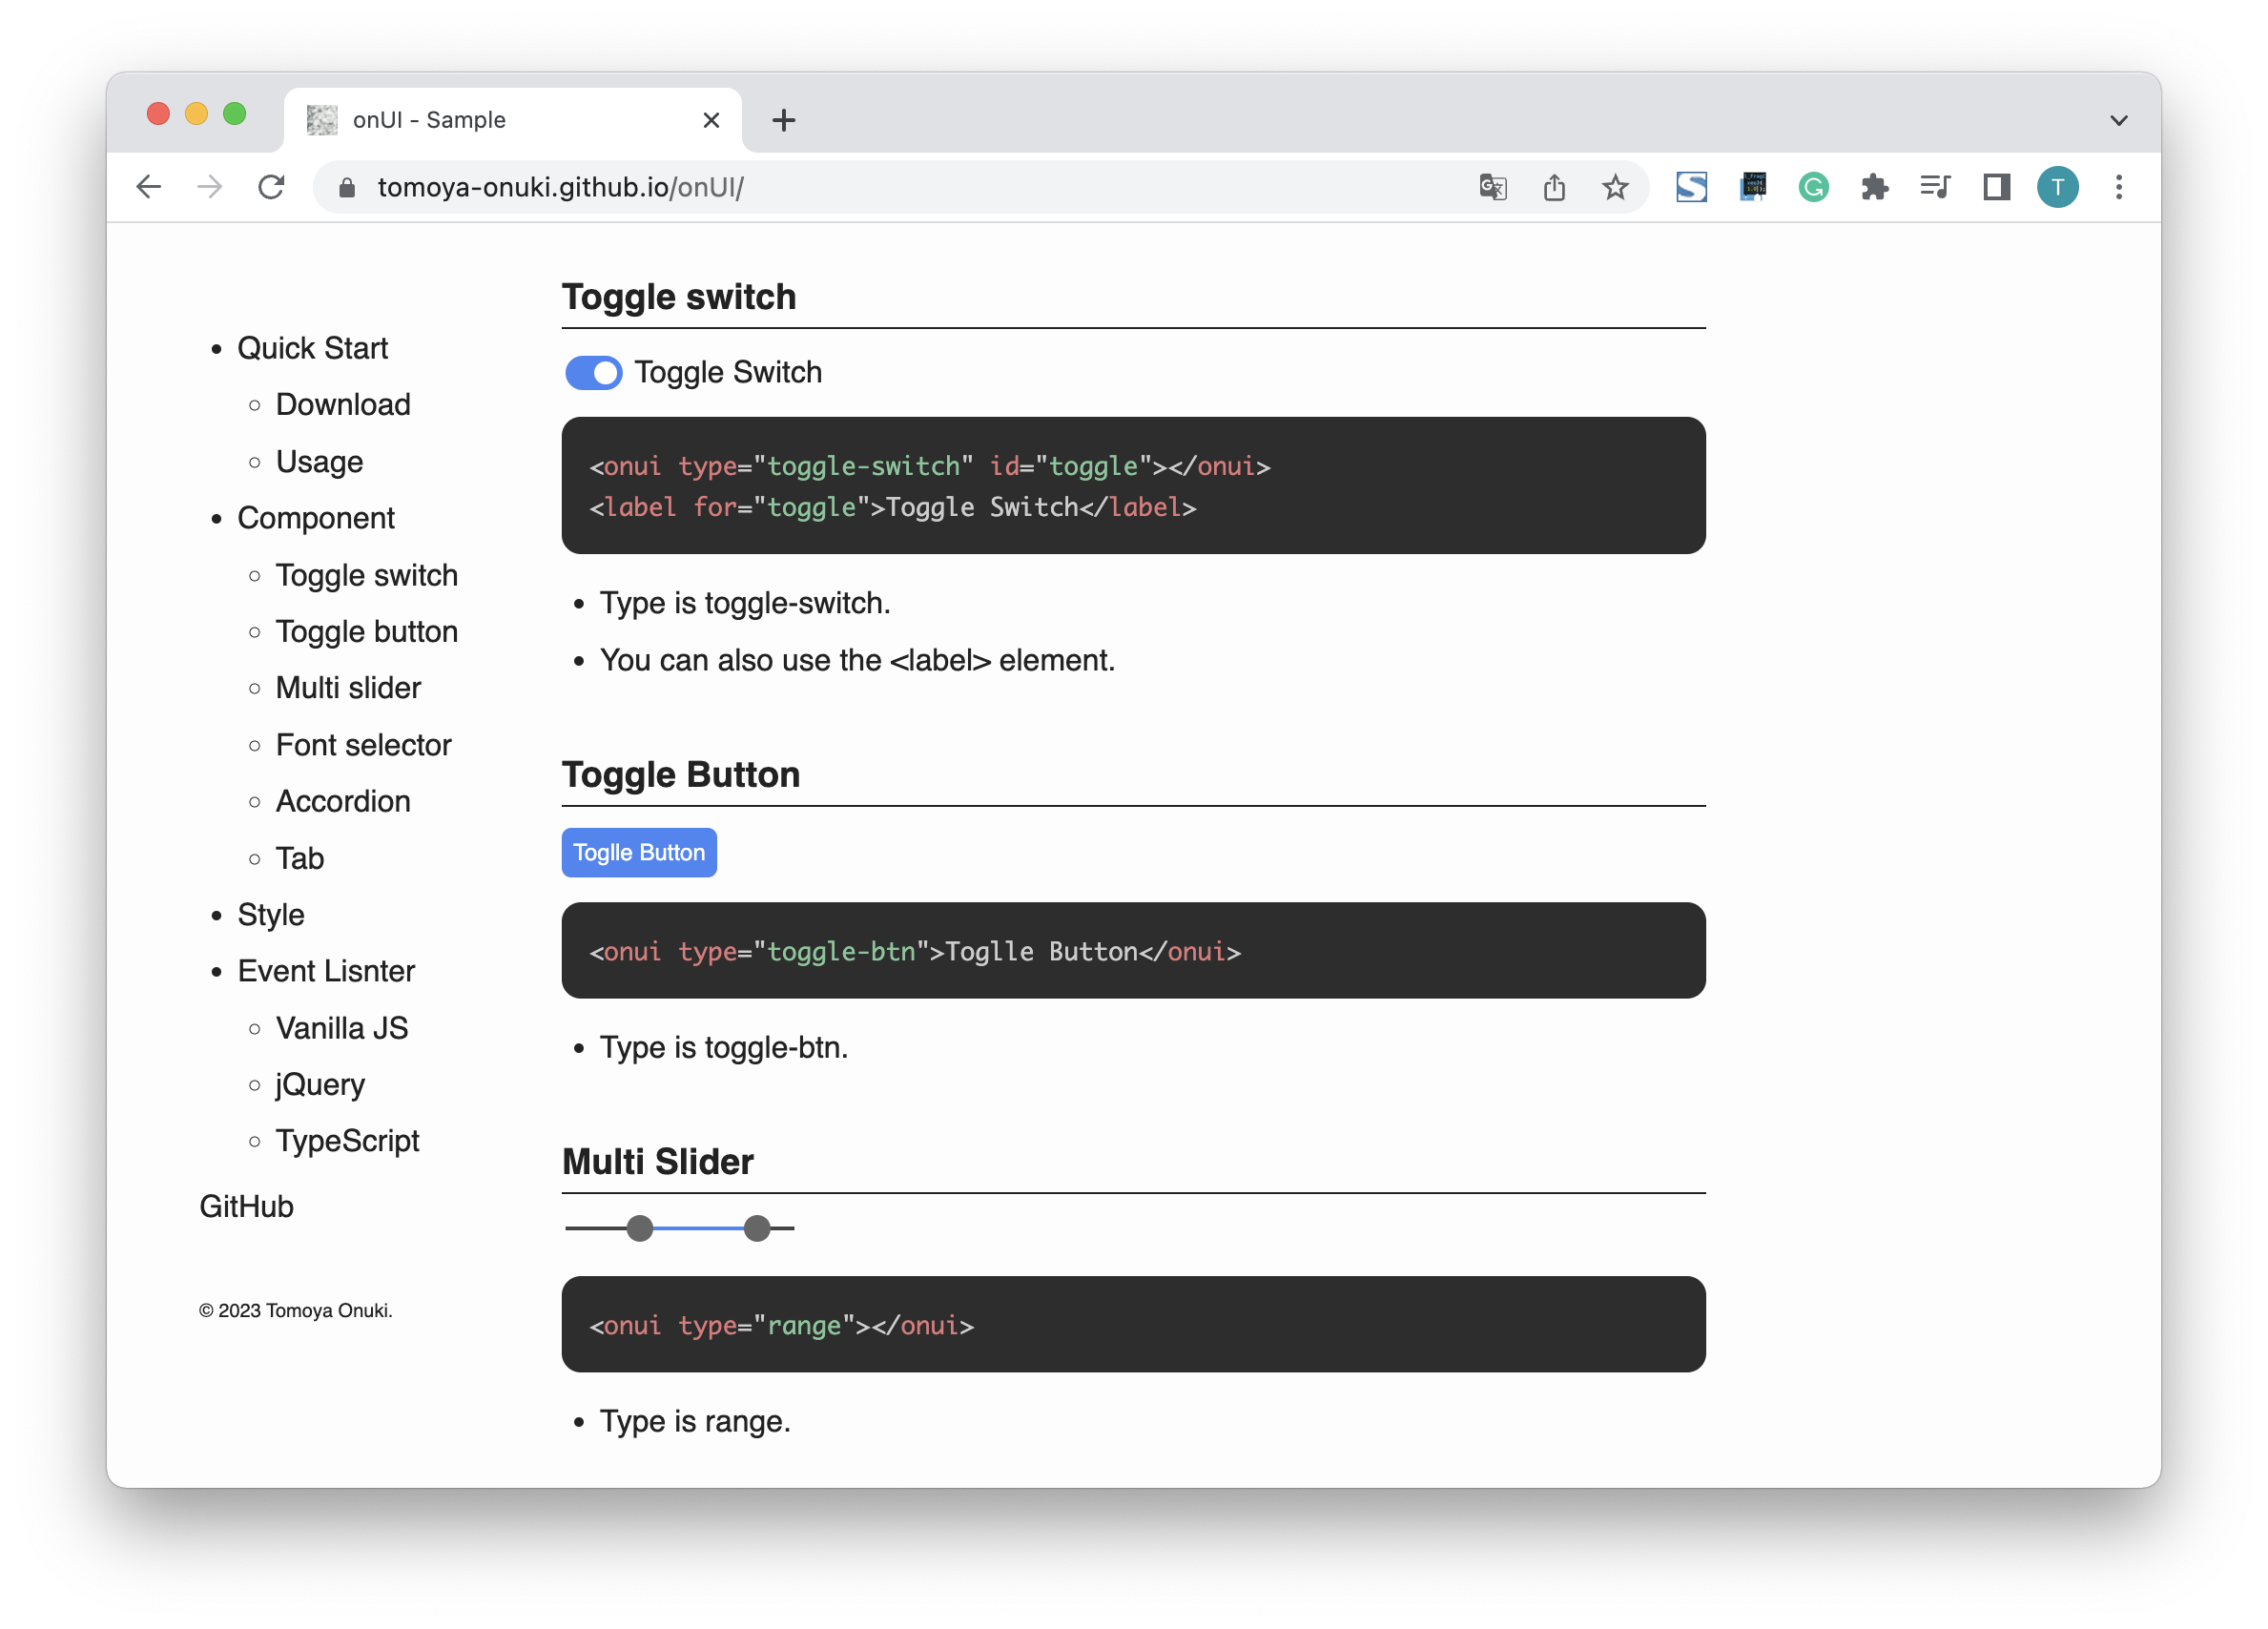 onUI - Sample
tomoya-onuki.github.io/onUI/
T
Quick Start
Download
Usage
Component
Toggle switch
Toggle button
Multi slider
Font selector
Accordion
Tab
Style
Event Lisnter
Vanilla JS
jQuery
TypeScript
GitHub
© 2023 Tomoya Onuki.
Toggle switch
Toggle Switch
<onui type="toggle-switch" id="toggle"></onui>
<label for="toggle">Toggle Switch</label>
Type is toggle-switch.
You can also use the <label> element.
Toggle Button
Toglle Button
<onui type="toggle-btn">Toglle Button</onui>
Type is toggle-btn.
Multi Slider
<onui type="range"></onui>
Type is range.